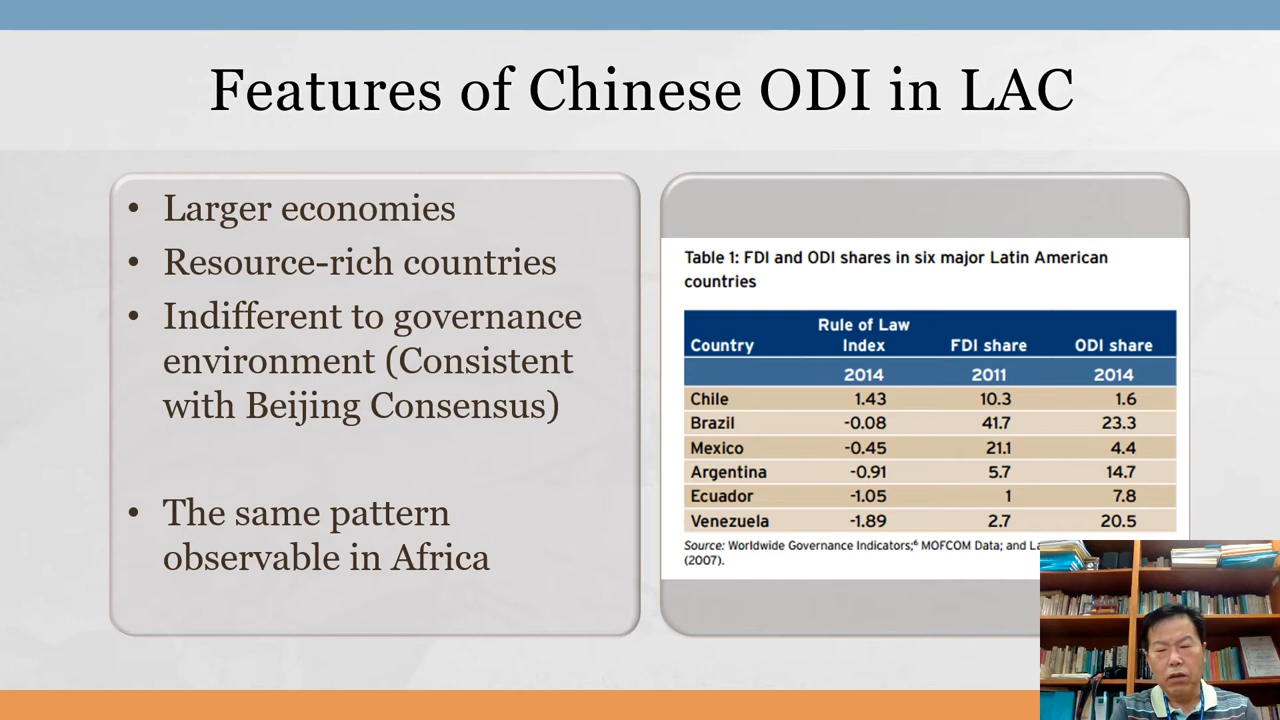 Features of Chinese ODI in LAC
• Larger economies
• Resource-rich countries
• Indifferent to governance
environment (Consistent
with Beijing Consensus)
• The same pattern
observable in Africa
Table 1: FDI and ODI shares in six major Latin American
countries
Country Rule of Law Index FDI share ODI share
2014 2011 2014
Chile 1.43 10.3 1.6
Brazil -0.08 41.7 23.3
Mexico -0.45 21.1 4.4
Argentina -0.91 5.7 14.7
Ecuador -1.05 1 7.8
Venezuela -1.89 2.7 20.5
Source: Worldwide Governance Indicators;⁶ MOFCOM Data; and
(2007).